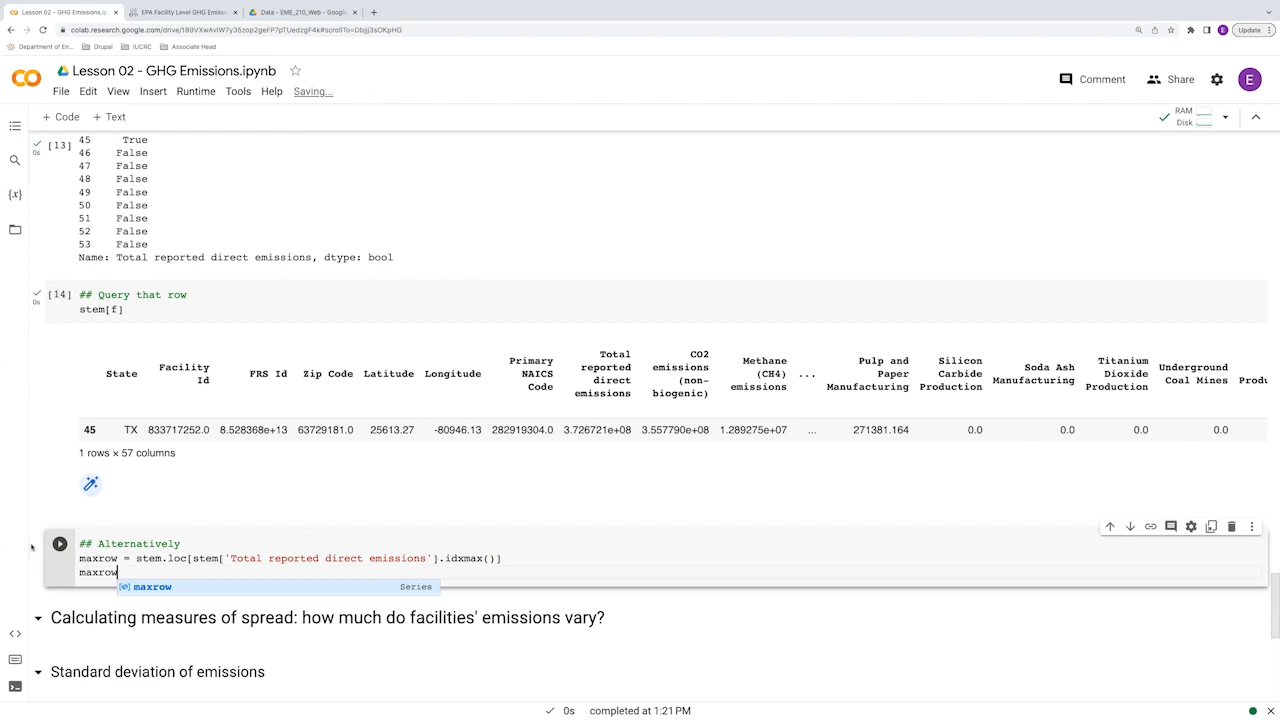 Lesson 02 - GHG Emissions.ip
EPA Facility Level GHG Emissi
Data - EME_210_Web - Google
colab.research.google.com/drive/1B9VXwAvIW7y35zop2geFP7pTUedzgF4k#scrollTo=Dbjjj3sOKpHG
Update
Department of En...
Drupal
IUCRC
Associate Head
CO
Lesson 02 - GHG Emissions.ipynb
File Edit View Insert Runtime Tools Help Saving...
Comment
Share
E
+ Code + Text
RAM
Disk
0s
[13]
45 True
46 False
47 False
48 False
49 False
50 False
51 False
52 False
53 False
Name: Total reported direct emissions, dtype: bool
0s
[14] ## Query that row
stem[f]
State Facility Id FRS Id Zip Code Latitude Longitude Primary NAICS Code Total reported direct emissions CO2 emissions (non-biogenic) Methane (CH4) emissions ... Pulp and Paper Manufacturing Silicon Carbide Production Soda Ash Manufacturing Titanium Dioxide Production Underground Coal Mines Produ
45 TX 833717252.0 8.528368e+13 63729181.0 25613.27 -80946.13 282919304.0 3.726721e+08 3.557790e+08 1.289275e+07 ... 271381.164 0.0 0.0 0.0 0.0
1 rows × 57 columns
## Alternatively
maxrow = stem.loc[stem['Total reported direct emissions'].idxmax()]
maxrow
maxrow Series
Calculating measures of spread: how much do facilities' emissions vary?
Standard deviation of emissions
0s completed at 1:21 PM